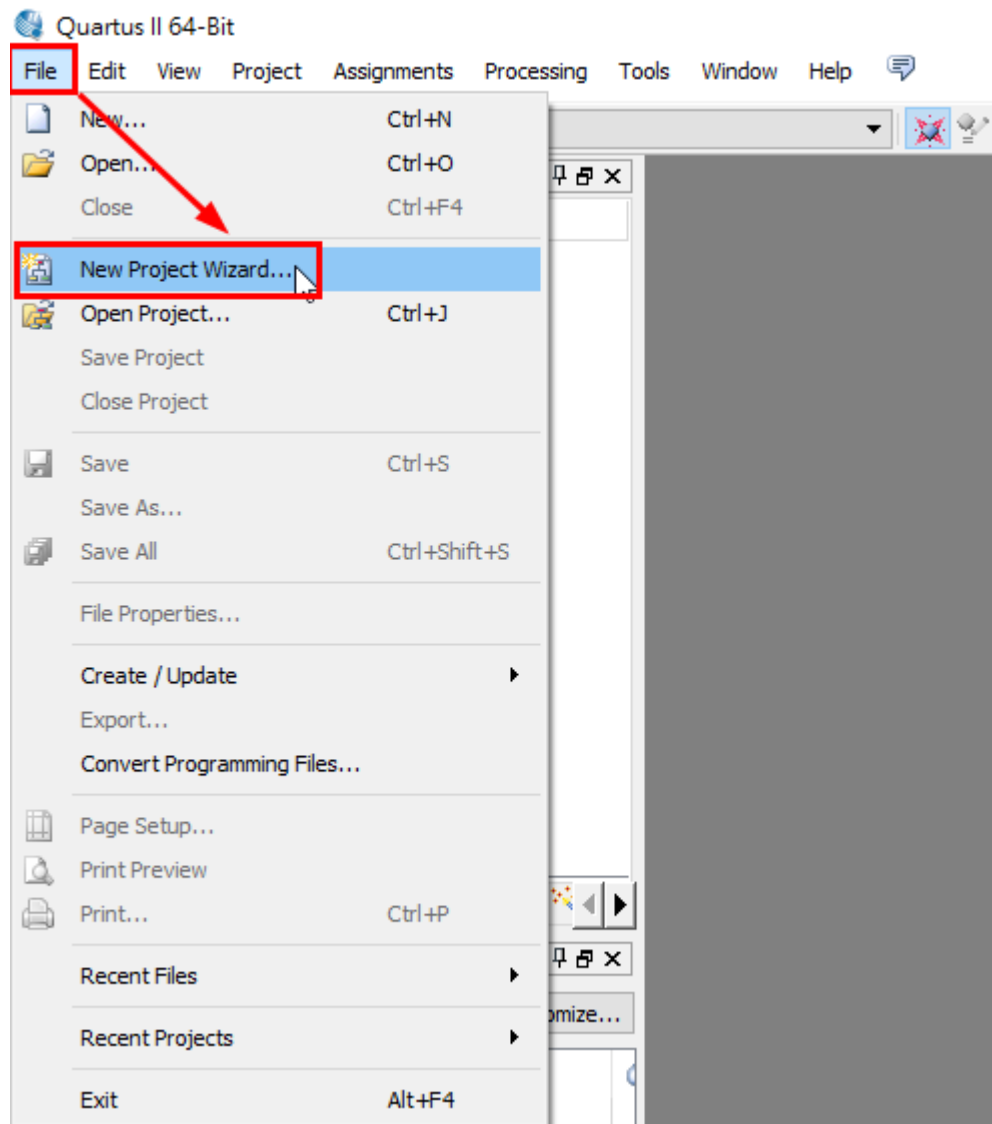 Quartus II 64-Bit
File Edit View Project Assignments Processing Tools Window Help
New... Ctrl+N
Open... Ctrl+O
Close Ctrl+F4
New Project Wizard...
Open Project... Ctrl+J
Save Project
Close Project
Save Ctrl+S
Save As...
Save All Ctrl+Shift+S
File Properties...
Create / Update
Export...
Convert Programming Files...
Page Setup...
Print Preview
Print... Ctrl+P
Recent Files
Recent Projects
omize...
Exit Alt+F4